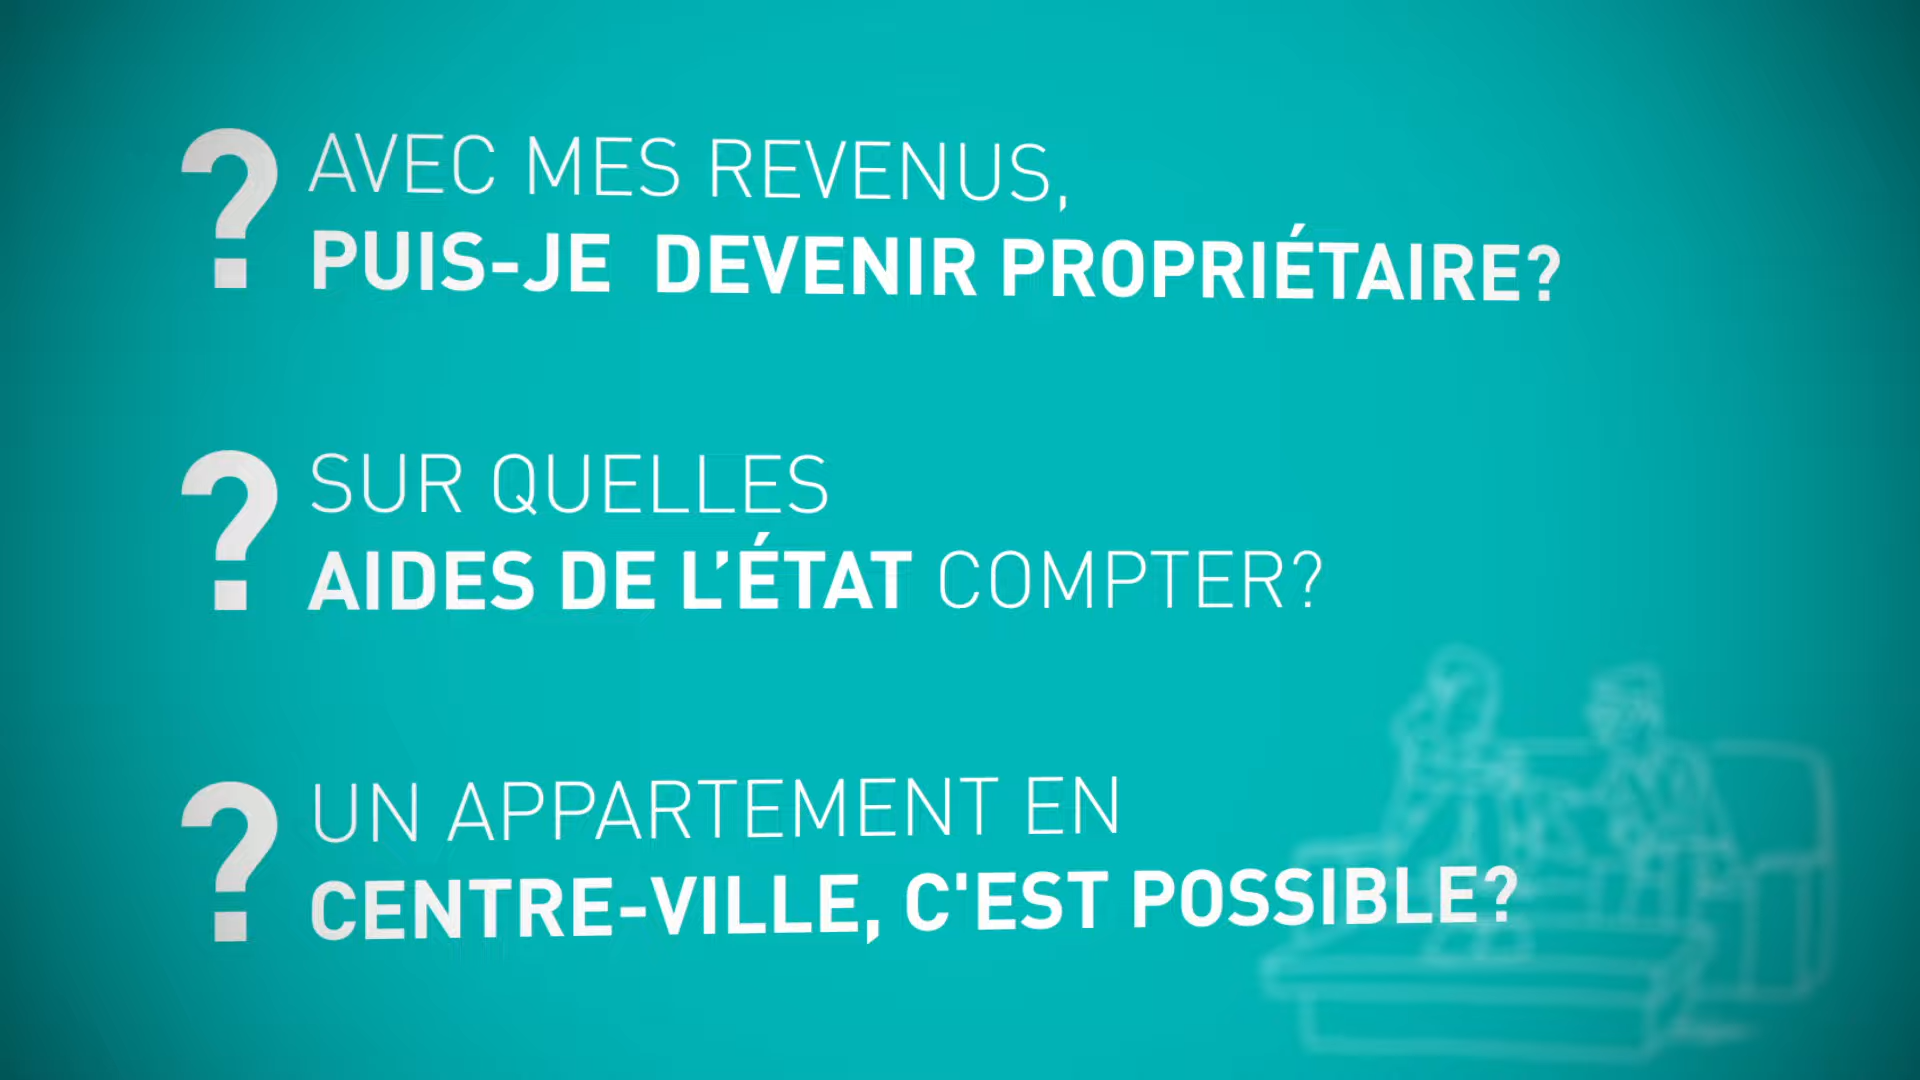 ? AVEC MES REVENUS,
PUIS-JE DEVENIR PROPRIÉTAIRE?
? SUR QUELLES
AIDES DE L’ÉTAT COMPTER?
? UN APPARTEMENT EN
CENTRE-VILLE, C'EST POSSIBLE?